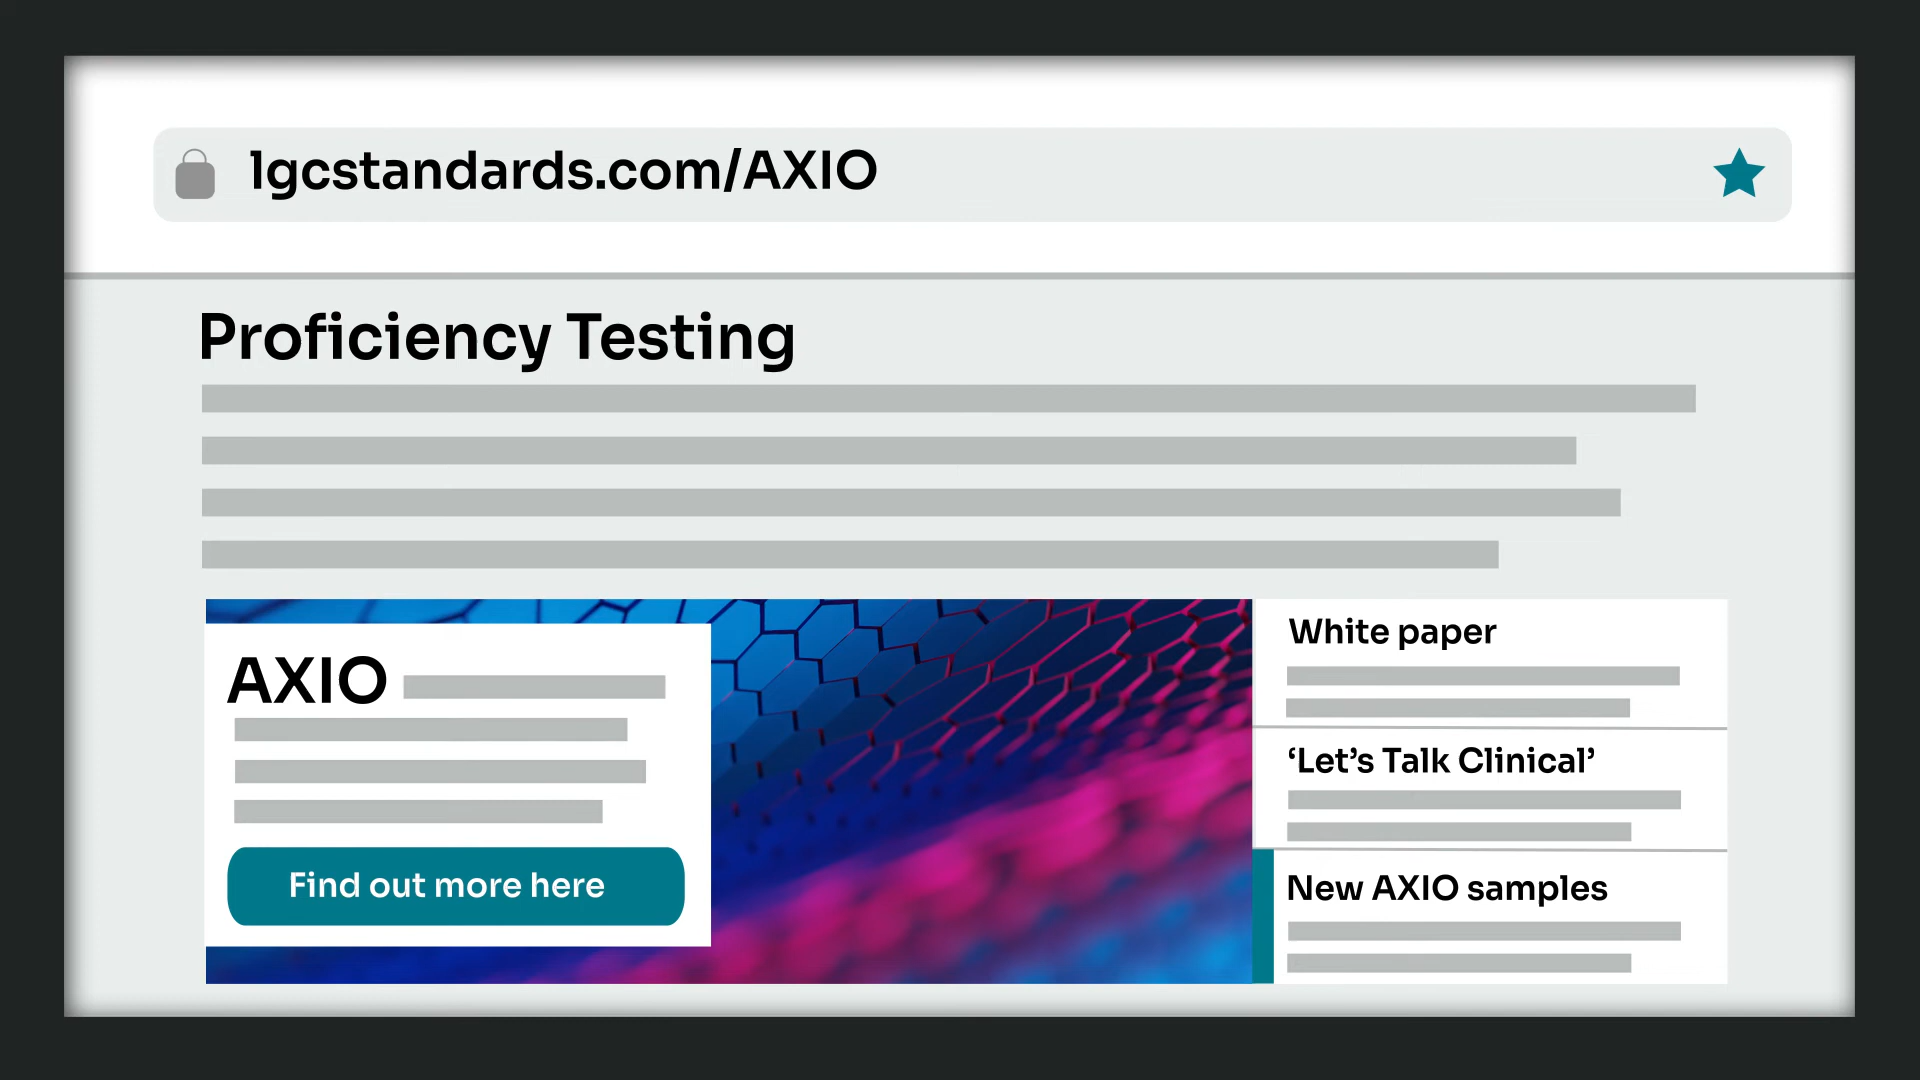 lgcstandards.com/AXIO
Proficiency Testing
AXIO
Find out more here
White paper
‘Let’s Talk Clinical’
New AXIO samples